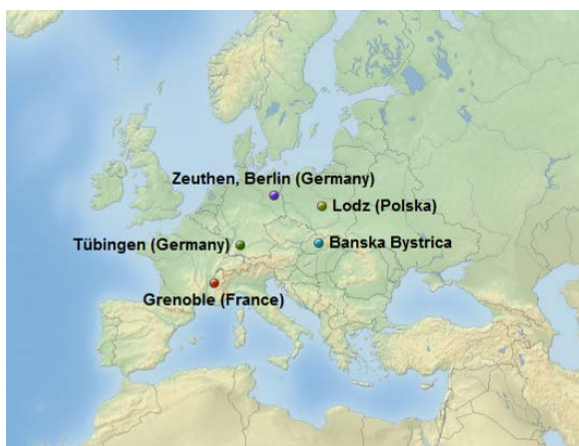 Zeuthen, Berlin (Germany)
Lodz (Polska)
Tübingen (Germany)
Banska Bystrica
Grenoble (France)